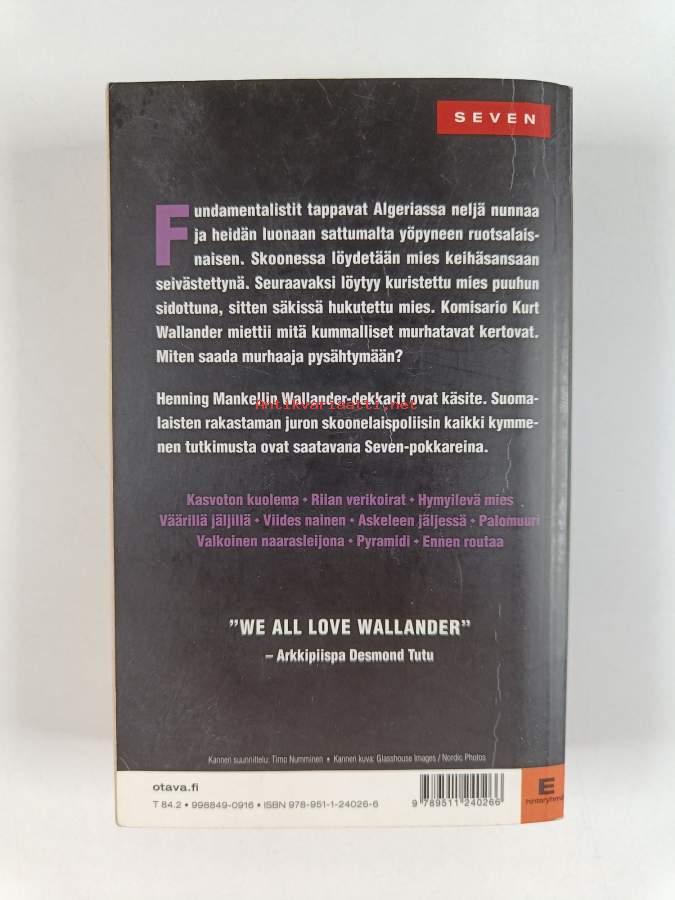 SEVEN
Fundamentalistit tappavat Algeriassa neljä nunnaa
ja heidän luonaan sattumalta yöpyneen ruotsalais-
naisen. Skoonessa löydetään mies keihäsansaan
seivästettynä. Seuraavaksi löytyy kuristettu mies puuhun
sidottuna, sitten säkissä hukutettu mies. Komisario Kurt
Wallander miettii mitä kummalliset murhatavat kertovat.
Miten saada murhaaja pysähtymään?
Henning Mankellin Wallander-dekkarit ovat käsite. Suoma-
Antikvariaatti.net
laisten rakastaman juron skoonelaispoliisin kaikki kymme-
nen tutkimusta ovat saatavana Seven-pokkareina.
Kasvoton kuolema • Riian verikoirat • Hymyilevä mies
Väärillä jäljillä • Viides nainen • Askeleen jäljessä • Palomuuri
Valkoinen naarasleijona • Pyramidi • Ennen routaa
”WE ALL LOVE WALLANDER”
– Arkkipiispa Desmond Tutu
Kannen suunnittelu: Timo Numminen • Kannen kuva: Glasshouse Images / Nordic Photos
otava.fi
T 84.2 • 998849-0916 • ISBN 978-951-1-24026-6
9 789511 240266
E
hintaryhmä